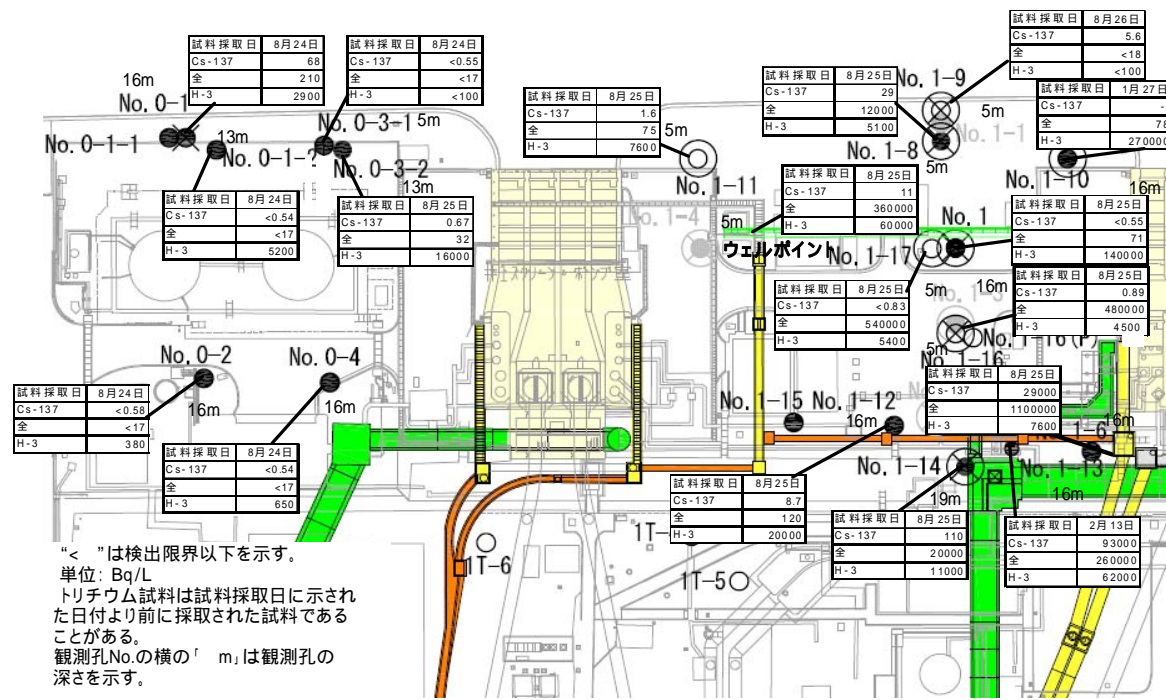 試料採取日 8月24日
Cs-137 68
全 210
H-3 2900
試料採取日 8月24日
Cs-137 <0.55
全 <17
H-3 <100
試料採取日 8月25日
Cs-137 1.6
全 75
H-3 7600
試料採取日 8月25日
Cs-137 29
全 12000
H-3 5100
試料採取日 8月26日
Cs-137 5.6
全 <18
H-3 <100
試料採取日 1月27日
Cs-137 -
全 78
H-3 270000
16m
No. 0-1
No. 0-1-1
13m
No. 0-1-2
No. 0-3-1
5m
No. 0-3-2
13m
5m
No. 1-11
No. 1-9
5m
No. 1-8
5m
No. 1-10
16m
試料採取日 8月24日
Cs-137 <0.54
全 <17
H-3 5200
試料採取日 8月25日
Cs-137 0.67
全 32
H-3 16000
試料採取日 8月25日
Cs-137 11
全 360000
H-3 60000
試料採取日 8月25日
Cs-137 <0.55
全 71
H-3 140000
No. 1-4
5m
ウェルポイント
No. 1-17
No. 1
5m
16m
No. 1-3
試料採取日 8月25日
Cs-137 <0.83
全 540000
H-3 5400
試料採取日 8月25日
Cs-137 0.89
全 480000
H-3 4500
5m
No. 1-16(P)
No. 1-16
No. 0-2
16m
No. 0-4
16m
試料採取日 8月24日
Cs-137 <0.58
全 <17
H-3 380
試料採取日 8月24日
Cs-137 <0.54
全 <17
H-3 650
試料採取日 8月25日
Cs-137 29000
全 1100000
H-3 7600
No. 1-15
No. 1-12
16m
16m
1-6
No. 1-14
19m
No. 1-13
16m
試料採取日 8月25日
Cs-137 8.7
全 120
H-3 20000
試料採取日 8月25日
Cs-137 110
全 20000
H-3 11000
試料採取日 2月13日
Cs-137 93000
全 260000
H-3 62000
1T-6
1T-5
"< "は検出限界以下を示す。
単位: Bq/L
トリチウム試料は試料採取日に示され
た日付より前に採取された試料である
ことがある。
観測孔No.の横の「 m」は観測孔の
深さを示す。